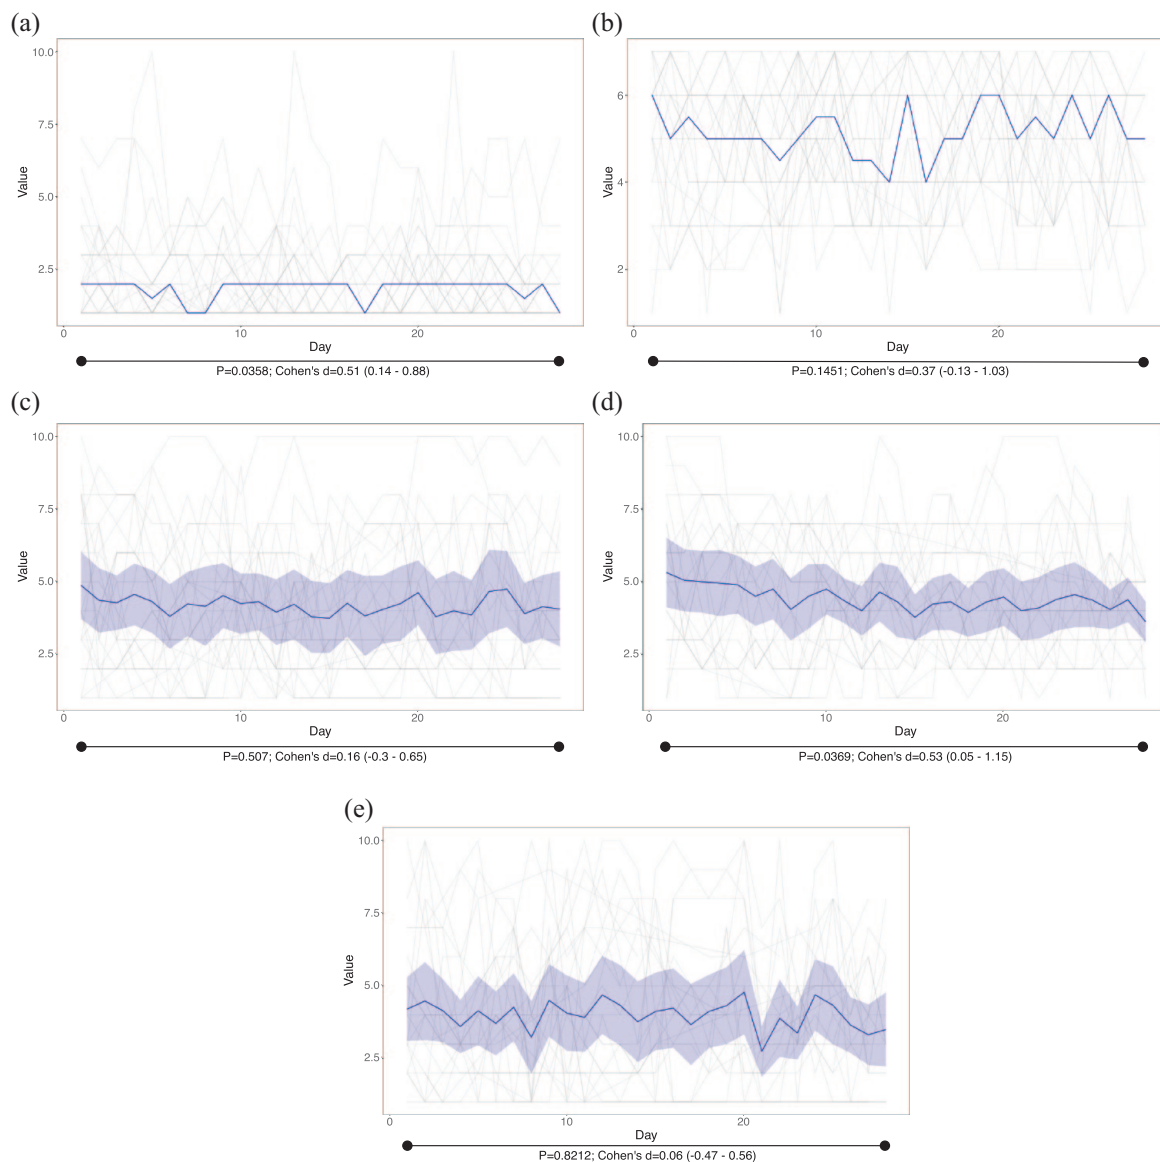 (a)
10.0
7.5
5.0
2.5
Value
0 10 20
Day
P=0.0358; Cohen's d=0.51 (0.14 - 0.88)
(b)
6
4
2
Value
0 10 20
Day
P=0.1451; Cohen's d=0.37 (-0.13 - 1.03)
(c)
10.0
7.5
5.0
2.5
Value
0 10 20
Day
P=0.507; Cohen's d=0.16 (-0.3 - 0.65)
(d)
10.0
7.5
5.0
2.5
Value
0 10 20
Day
P=0.0369; Cohen's d=0.53 (0.05 - 1.15)
(e)
10.0
7.5
5.0
2.5
Value
0 10 20
Day
P=0.8212; Cohen's d=0.06 (-0.47 - 0.56)